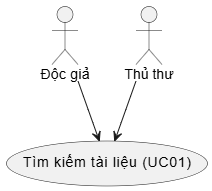 Độc giả
Thủ thư
Tìm kiếm tài liệu (UC01)